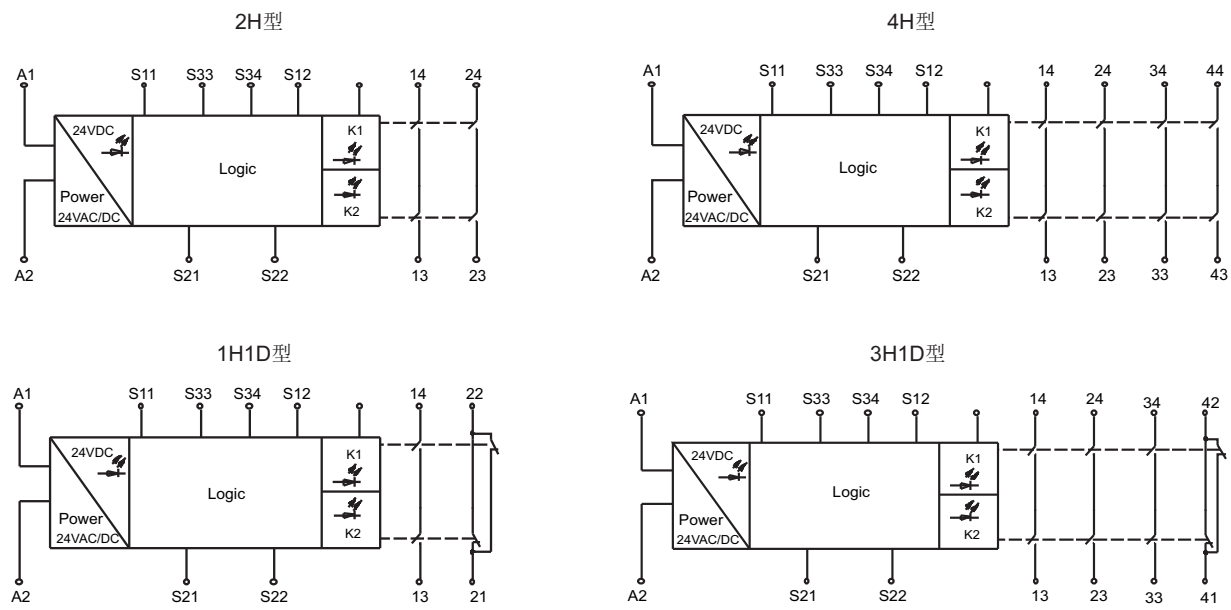 2H型
4H型
A1 S11 S33 S34 S12 14 24
A1 S11 S33 S34 S12 14 24 34 44
24VDC
K1
Logic
Power
24VAC/DC
K2
24VDC
K1
Logic
Power
24VAC/DC
K2
A2 S21 S22 13 23
A2 S21 S22 13 23 33 43
1H1D型
3H1D型
A1 S11 S33 S34 S12 14 22
A1 S11 S33 S34 S12 14 24 34 42
24VDC
K1
Logic
Power
24VAC/DC
K2
24VDC
K1
Logic
Power
24VAC/DC
K2
A2 S21 S22 13 21
A2 S21 S22 13 23 33 41